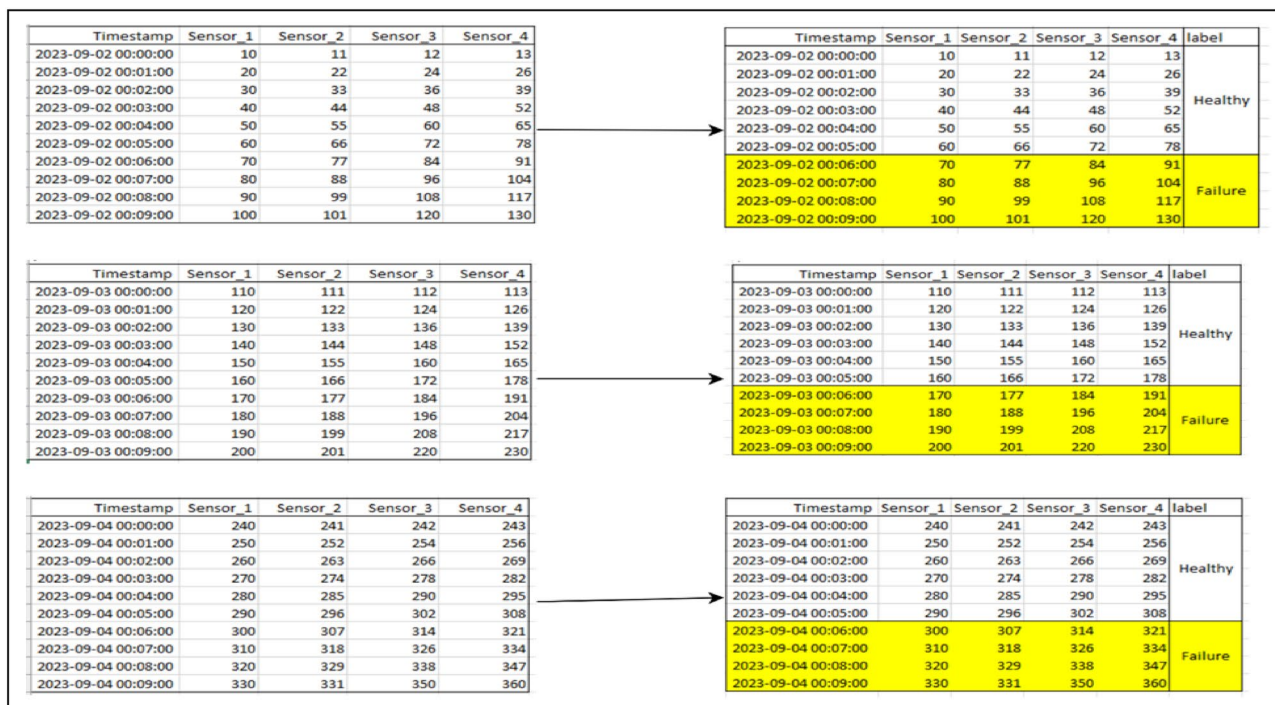 Timestamp Sensor_1 Sensor_2 Sensor_3 Sensor_4
2023-09-02 00:00:00 10 11 12 13
2023-09-02 00:01:00 20 22 24 26
2023-09-02 00:02:00 30 33 36 39
2023-09-02 00:03:00 40 44 48 52
2023-09-02 00:04:00 50 55 60 65
2023-09-02 00:05:00 60 66 72 78
2023-09-02 00:06:00 70 77 84 91
2023-09-02 00:07:00 80 88 96 104
2023-09-02 00:08:00 90 99 108 117
2023-09-02 00:09:00 100 101 120 130
Timestamp Sensor_1 Sensor_2 Sensor_3 Sensor_4 label
2023-09-02 00:00:00 10 11 12 13
2023-09-02 00:01:00 20 22 24 26
2023-09-02 00:02:00 30 33 36 39
Healthy
2023-09-02 00:03:00 40 44 48 52
2023-09-02 00:04:00 50 55 60 65
2023-09-02 00:05:00 60 66 72 78
2023-09-02 00:06:00 70 77 84 91
2023-09-02 00:07:00 80 88 96 104
Failure
2023-09-02 00:08:00 90 99 108 117
2023-09-02 00:09:00 100 101 120 130
Timestamp Sensor_1 Sensor_2 Sensor_3 Sensor_4
2023-09-03 00:00:00 110 111 112 113
2023-09-03 00:01:00 120 122 124 126
2023-09-03 00:02:00 130 133 136 139
2023-09-03 00:03:00 140 144 148 152
2023-09-03 00:04:00 150 155 160 165
2023-09-03 00:05:00 160 166 172 178
2023-09-03 00:06:00 170 177 184 191
2023-09-03 00:07:00 180 188 196 204
2023-09-03 00:08:00 190 199 208 217
2023-09-03 00:09:00 200 201 220 230
Timestamp Sensor_1 Sensor_2 Sensor_3 Sensor_4 label
2023-09-03 00:00:00 110 111 112 113
2023-09-03 00:01:00 120 122 124 126
2023-09-03 00:02:00 130 133 136 139
Healthy
2023-09-03 00:03:00 140 144 148 152
2023-09-03 00:04:00 150 155 160 165
2023-09-03 00:05:00 160 166 172 178
2023-09-03 00:06:00 170 177 184 191
2023-09-03 00:07:00 180 188 196 204
Failure
2023-09-03 00:08:00 190 199 208 217
2023-09-03 00:09:00 200 201 220 230
Timestamp Sensor_1 Sensor_2 Sensor_3 Sensor_4
2023-09-04 00:00:00 240 241 242 243
2023-09-04 00:01:00 250 252 254 256
2023-09-04 00:02:00 260 263 266 269
2023-09-04 00:03:00 270 274 278 282
2023-09-04 00:04:00 280 285 290 295
2023-09-04 00:05:00 290 296 302 308
2023-09-04 00:06:00 300 307 314 321
2023-09-04 00:07:00 310 318 326 334
2023-09-04 00:08:00 320 329 338 347
2023-09-04 00:09:00 330 331 350 360
Timestamp Sensor_1 Sensor_2 Sensor_3 Sensor_4 label
2023-09-04 00:00:00 240 241 242 243
2023-09-04 00:01:00 250 252 254 256
2023-09-04 00:02:00 260 263 266 269
Healthy
2023-09-04 00:03:00 270 274 278 282
2023-09-04 00:04:00 280 285 290 295
2023-09-04 00:05:00 290 296 302 308
2023-09-04 00:06:00 300 307 314 321
2023-09-04 00:07:00 310 318 326 334
Failure
2023-09-04 00:08:00 320 329 338 347
2023-09-04 00:09:00 330 331 350 360